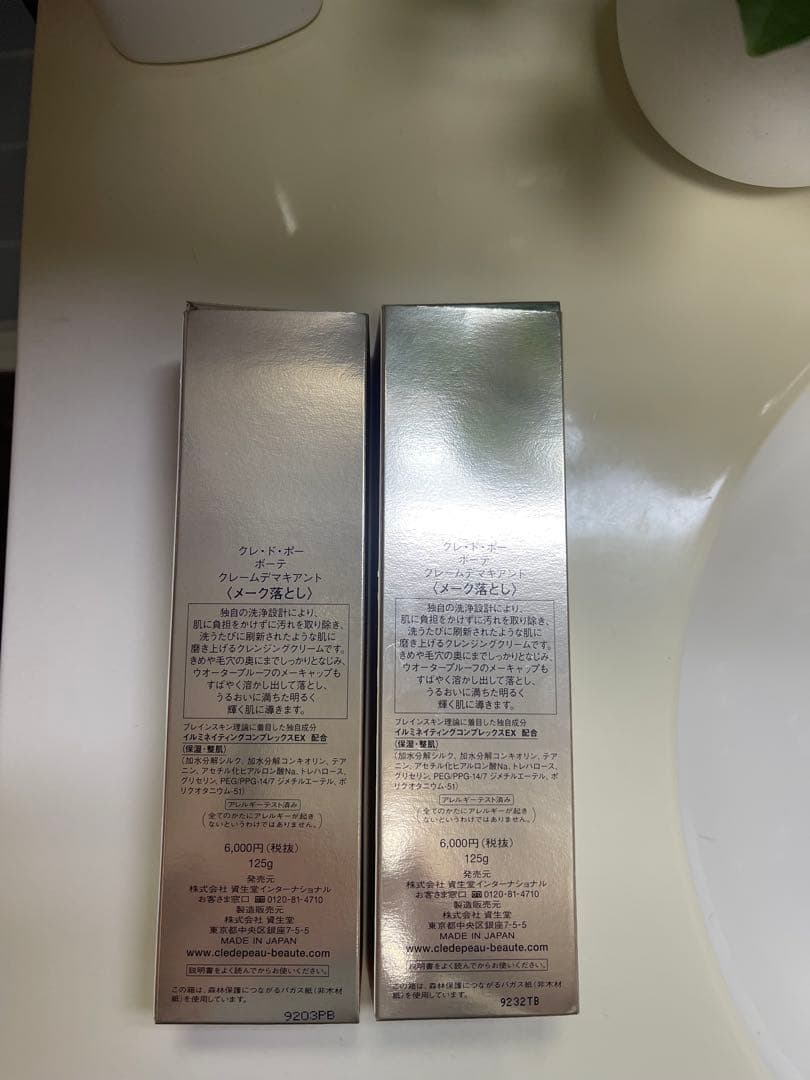 クレ・ド・ポー
ボーテ
クレームデマキアント
〈メーク落とし〉
独自の洗浄設計により、
肌に負担をかけずに汚れを取り除き、
洗うたびに刷新されたような肌に
磨き上げるクレンジングクリームです。
きめや毛穴の奥にまでしっかりとなじみ、
ウオータープルーフのメーキャップも
すばやく溶かし出して落とし、
うるおいに満ちた明るく
輝く肌に導きます。
ブレインスキン理論に着目した独自成分
イルミネイティングコンプレックスEX 配合
(保湿・整肌)
(加水分解シルク、加水分解コンキオリン、テア
ニン、アセチル化ヒアルロン酸Na、トレハロース、
グリセリン、PEG/PPG-14/7 ジメチルエーテル、ポ
リクオタニウム-51)
アレルギーテスト済み
(全てのかたにアレルギーが起き
ないというわけではありません。)
6,000円(税抜)
125g
発売元
株式会社 資生堂インターナショナル
お客さま窓口 0120-81-4710
製造販売元
株式会社 資生堂
東京都中央区銀座7-5-5
MADE IN JAPAN
www.cledepeau-beaute.com
説明書をよく読んでからお使いください。
この箱は、森林保護につながるバガス紙(非木材
紙)を使用しています。
9203PB
クレ・ド・ポー
ボーテ
クレームデマキアント
〈メーク落とし〉
独自の洗浄設計により、
肌に負担をかけずに汚れを取り除き、
洗うたびに刷新されたような肌に
磨き上げるクレンジングクリームです。
きめや毛穴の奥にまでしっかりとなじみ、
ウオータープルーフのメーキャップも
すばやく溶かし出して落とし、
うるおいに満ちた明るく
輝く肌に導きます。
ブレインスキン理論に着目した独自成分
イルミネイティングコンプレックスEX 配合
(保湿・整肌)
(加水分解シルク、加水分解コンキオリン、テア
ニン、アセチル化ヒアルロン酸Na、トレハロース、
グリセリン、PEG/PPG-14/7 ジメチルエーテル、ポ
リクオタニウム-51)
アレルギーテスト済み
(全てのかたにアレルギーが起き
ないというわけではありません。)
6,000円(税抜)
125g
発売元
株式会社 資生堂インターナショナル
お客さま窓口 0120-81-4710
製造販売元
株式会社 資生堂
東京都中央区銀座7-5-5
MADE IN JAPAN
www.cledepeau-beaute.com
説明書をよく読んでからお使いください。
この箱は、森林保護につながるバガス紙(非木材
紙)を使用しています。
9232TB